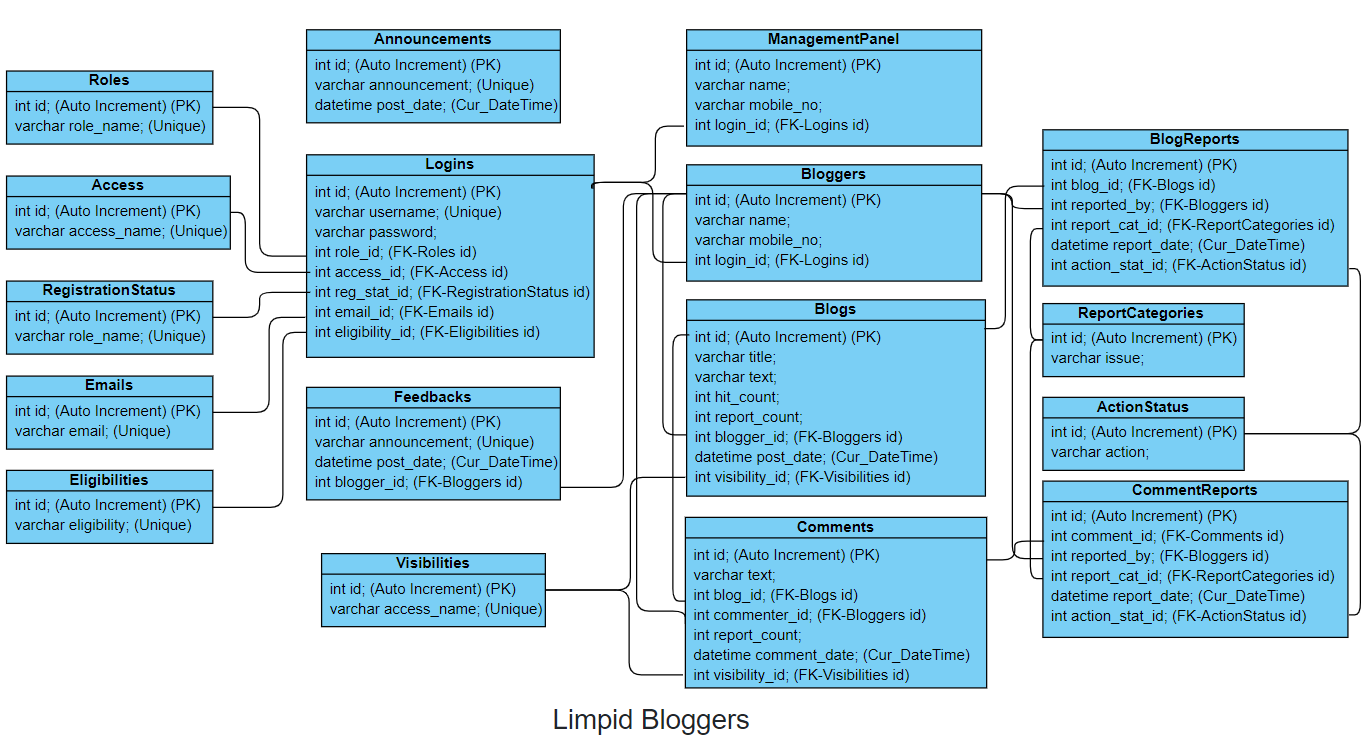 Announcements
int id; (Auto Increment) (PK)
varchar announcement; (Unique)
datetime post_date; (Cur_DateTime)
ManagementPanel
int id; (Auto Increment) (PK)
varchar name;
varchar mobile_no;
int login_id; (FK-Logins id)
Roles
int id; (Auto Increment) (PK)
varchar role_name; (Unique)
Access
int id; (Auto Increment) (PK)
varchar access_name; (Unique)
RegistrationStatus
int id; (Auto Increment) (PK)
varchar role_name; (Unique)
Emails
int id; (Auto Increment) (PK)
varchar email; (Unique)
Eligibilities
int id; (Auto Increment) (PK)
varchar eligibility; (Unique)
Logins
int id; (Auto Increment) (PK)
varchar username; (Unique)
varchar password;
int role_id; (FK-Roles id)
int access_id; (FK-Access id)
int reg_stat_id; (FK-RegistrationStatus id)
int email_id; (FK-Emails id)
int eligibility_id; (FK-Eligibilities id)
Feedbacks
int id; (Auto Increment) (PK)
varchar announcement; (Unique)
datetime post_date; (Cur_DateTime)
int blogger_id; (FK-Bloggers id)
Visibilities
int id; (Auto Increment) (PK)
varchar access_name; (Unique)
Bloggers
int id; (Auto Increment) (PK)
varchar name;
varchar mobile_no;
int login_id; (FK-Logins id)
Blogs
int id; (Auto Increment) (PK)
varchar title;
varchar text;
int hit_count;
int report_count;
int blogger_id; (FK-Bloggers id)
datetime post_date; (Cur_DateTime)
int visibility_id; (FK-Visibilities id)
Comments
int id; (Auto Increment) (PK)
varchar text;
int blog_id; (FK-Blogs id)
int commenter_id; (FK-Bloggers id)
int report_count;
datetime comment_date; (Cur_DateTime)
int visibility_id; (FK-Visibilities id)
BlogReports
int id; (Auto Increment) (PK)
int blog_id; (FK-Blogs id)
int reported_by; (FK-Bloggers id)
int report_cat_id; (FK-ReportCategories id)
datetime report_date; (Cur_DateTime)
int action_stat_id; (FK-ActionStatus id)
ReportCategories
int id; (Auto Increment) (PK)
varchar issue;
ActionStatus
int id; (Auto Increment) (PK)
varchar action;
CommentReports
int id; (Auto Increment) (PK)
int comment_id; (FK-Comments id)
int reported_by; (FK-Bloggers id)
int report_cat_id; (FK-ReportCategories id)
datetime report_date; (Cur_DateTime)
int action_stat_id; (FK-ActionStatus id)
Limpid Bloggers